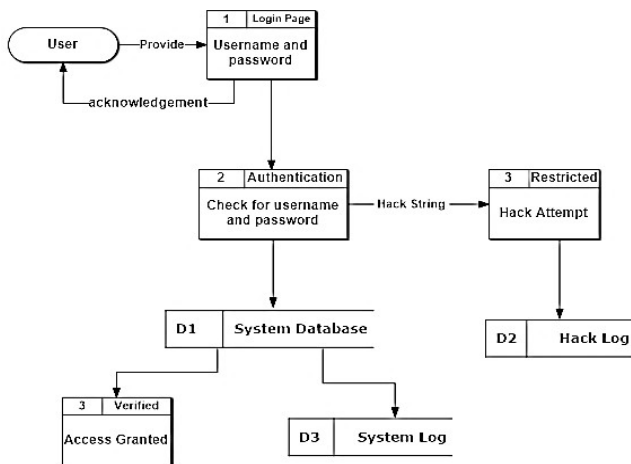 1 Login Page
User
Provide
Username and
password
acknowledgement
2 Authentication
Check for username
and password
Hack String
3 Restricted
Hack Attempt
D1 System Database
D2 Hack Log
3 Verified
Access Granted
D3 System Log